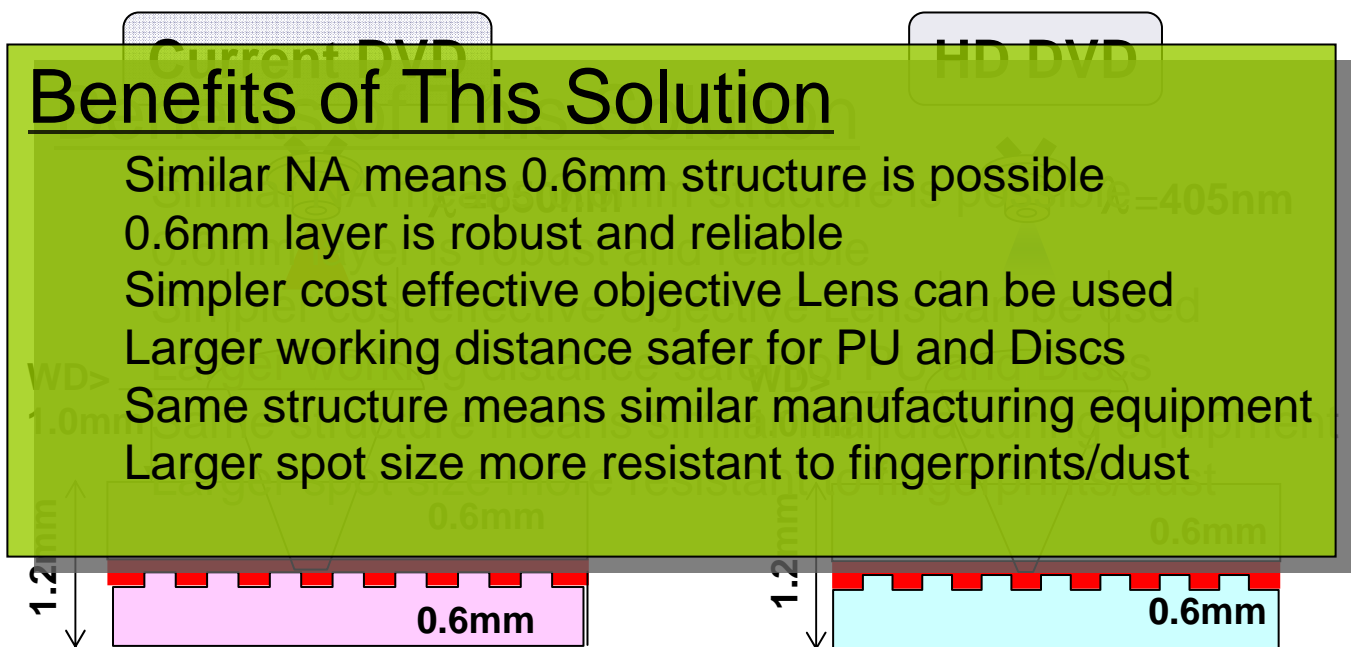 Current DVD
HD DVD
Benefits of This Solution
Similar NA means 0.6mm structure is possible
λ=650nm
λ=405nm
0.6mm layer is robust and reliable
Simpler cost effective objective Lens can be used
Larger working distance safer for PU and Discs
WD>
WD>
Same structure means similar manufacturing equipment
1.0mm
1.0mm
Larger spot size more resistant to fingerprints/dust
0.6mm
0.6mm
1.2mm
1.2mm
0.6mm
0.6mm